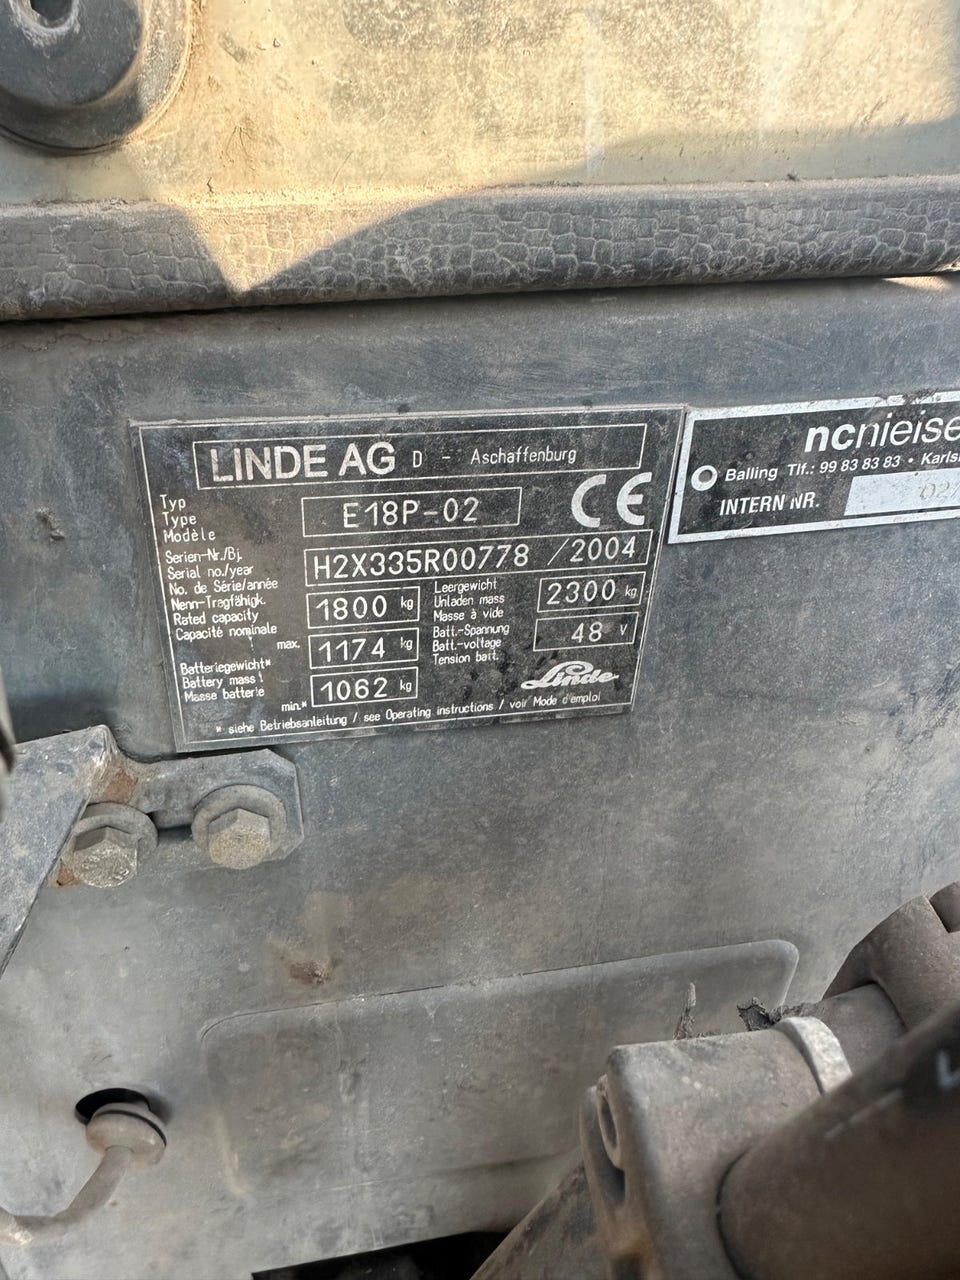 LINDE AG D - Aschaffenburg
Typ
Type
Modèle
E18P-02
CE
Serien-Nr./Bj.
Serial no./year
No. de Série/année
H2X335R00778 /2004
Nenn-Tragfähigk.
Rated capacity
Capacité nominale
1800 kg
Leergewicht
Unladen mass
Masse à vide
2300 kg
Batteriegewicht*
Battery mass
Masse batterie
max. 1174 kg
min.* 1062 kg
Batt.-Spannung
Batt.-voltage
Tension batt.
48 V
Linde
* siehe Betriebsanleitung / see Operating instructions / voir Mode d'emploi
ncnielse
Balling Tlf.: 99 83 83 83 • Karls
INTERN NR. 02